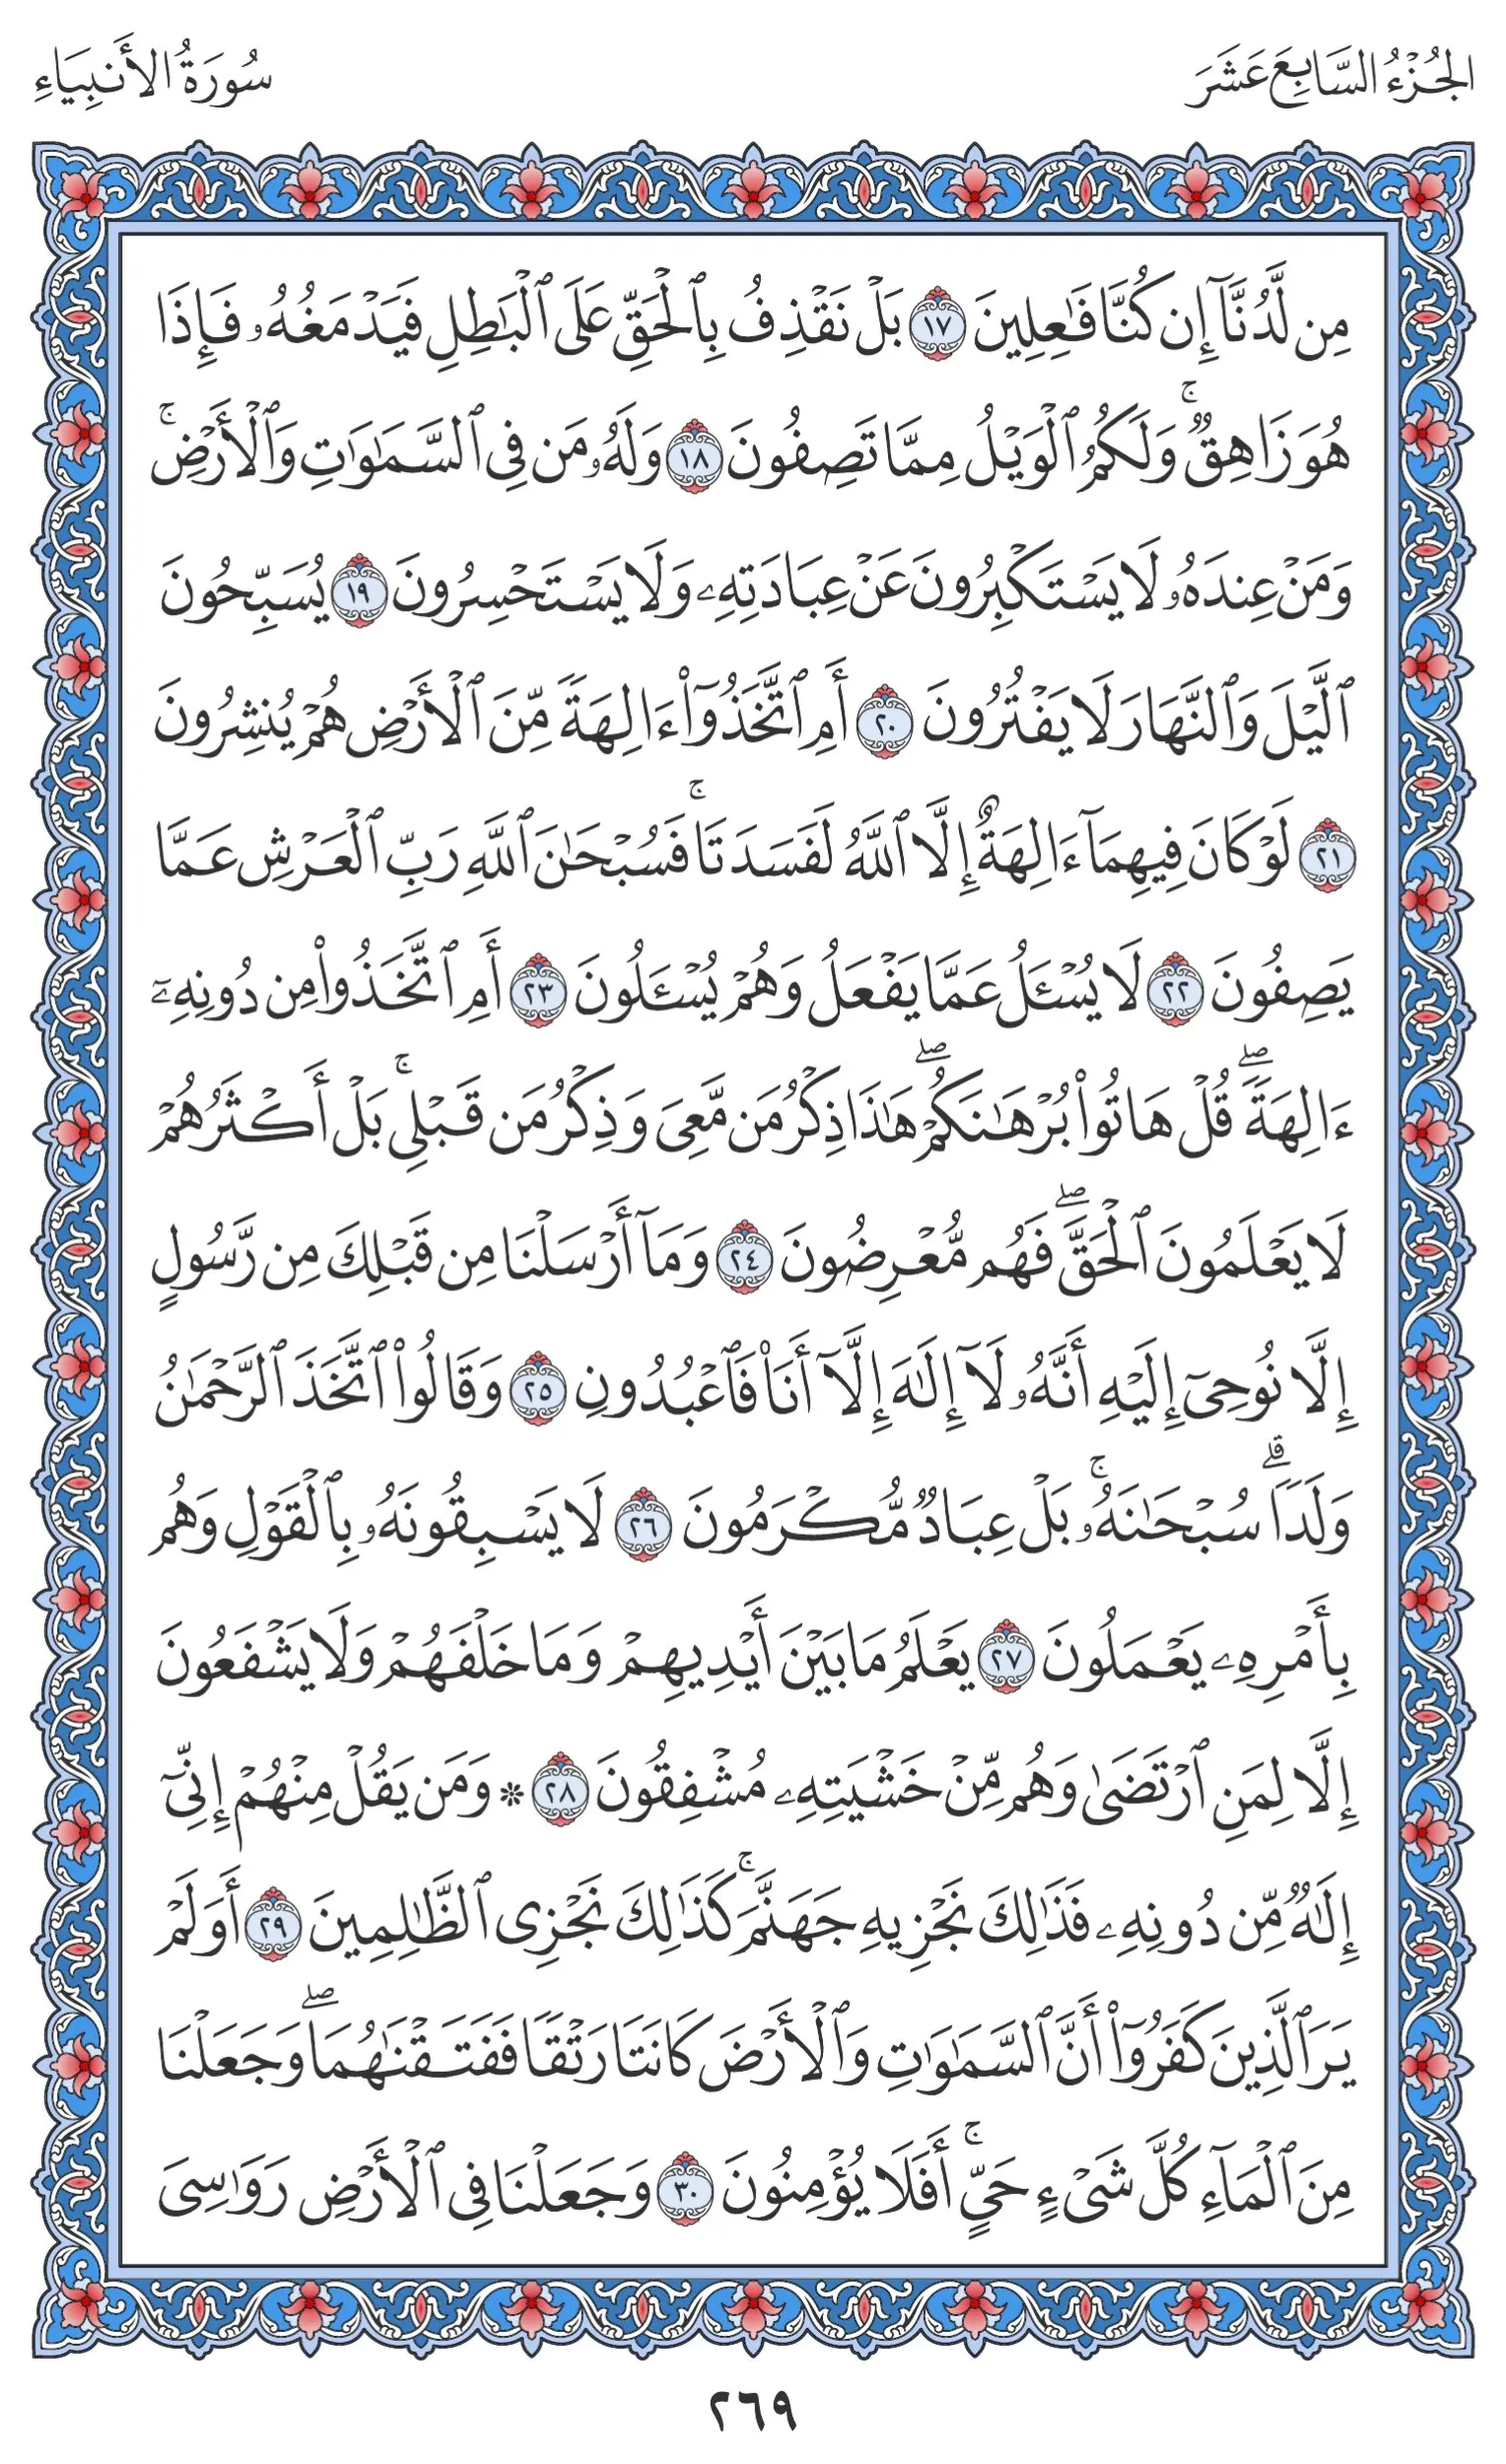 الجُزْءُ السَّابِعَ عَشَرَ
سُورَةُ الأَنبِيَاءِ
مِن لَّدُنَّآ إِن كُنَّا فَٰعِلِينَ ١٧ بَلْ نَقْذِفُ بِٱلْحَقِّ عَلَى ٱلْبَٰطِلِ فَيَدْمَغُهُۥ فَإِذَا
هُوَ زَاهِقٌۚ وَلَكُمُ ٱلْوَيْلُ مِمَّا تَصِفُونَ ١٨ وَلَهُۥ مَن فِى ٱلسَّمَٰوَٰتِ وَٱلْأَرْضِۚ
وَمَنْ عِندَهُۥ لَا يَسْتَكْبِرُونَ عَنْ عِبَادَتِهِۦ وَلَا يَسْتَحْسِرُونَ ١٩ يُسَبِّحُونَ
ٱلَّيْلَ وَٱلنَّهَارَ لَا يَفْتُرُونَ ٢٠ أَمِ ٱتَّخَذُوٓا۟ ءَالِهَةً مِّنَ ٱلْأَرْضِ هُمْ يُنشِرُونَ
٢١ لَوْ كَانَ فِيهِمَآ ءَالِهَةٌ إِلَّا ٱللَّهُ لَفَسَدَتَاۚ فَسُبْحَٰنَ ٱللَّهِ رَبِّ ٱلْعَرْشِ عَمَّا
يَصِفُونَ ٢٢ لَا يُسْـَٔلُ عَمَّا يَفْعَلُ وَهُمْ يُسْـَٔلُونَ ٢٣ أَمِ ٱتَّخَذُوا۟ مِن دُونِهِۦٓ
ءَالِهَةًۖ قُلْ هَاتُوا۟ بُرْهَٰنَكُمْۖ هَٰذَا ذِكْرُ مَن مَّعِىَ وَذِكْرُ مَن قَبْلِىۚ بَلْ أَكْثَرُهُمْ
لَا يَعْلَمُونَ ٱلْحَقَّۖ فَهُم مُّعْرِضُونَ ٢٤ وَمَآ أَرْسَلْنَا مِن قَبْلِكَ مِن رَّسُولٍ
إِلَّا نُوحِىٓ إِلَيْهِ أَنَّهُۥ لَآ إِلَٰهَ إِلَّآ أَنَا۠ فَٱعْبُدُونِ ٢٥ وَقَالُوا۟ ٱتَّخَذَ ٱلرَّحْمَٰنُ
وَلَدًاۗ سُبْحَٰنَهُۥۚ بَلْ عِبَادٌ مُّكْرَمُونَ ٢٦ لَا يَسْبِقُونَهُۥ بِٱلْقَوْلِ وَهُم
بِأَمْرِهِۦ يَعْمَلُونَ ٢٧ يَعْلَمُ مَا بَيْنَ أَيْدِيهِمْ وَمَا خَلْفَهُمْ وَلَا يَشْفَعُونَ
إِلَّا لِمَنِ ٱرْتَضَىٰ وَهُم مِّنْ خَشْيَتِهِۦ مُشْفِقُونَ ٢٨ * وَمَن يَقُلْ مِنْهُمْ إِنِّىٓ
إِلَٰهٌ مِّن دُونِهِۦ فَذَٰلِكَ نَجْزِيهِ جَهَنَّمَۚ كَذَٰلِكَ نَجْزِى ٱلظَّٰلِمِينَ ٢٩ أَوَلَمْ
يَرَ ٱلَّذِينَ كَفَرُوٓا۟ أَنَّ ٱلسَّمَٰوَٰتِ وَٱلْأَرْضَ كَانَتَا رَتْقًا فَفَتَقْنَٰهُمَاۖ وَجَعَلْنَا
مِنَ ٱلْمَآءِ كُلَّ شَىْءٍ حَىٍّۚ أَفَلَا يُؤْمِنُونَ ٣٠ وَجَعَلْنَا فِى ٱلْأَرْضِ رَوَٰسِىَ
٢٦٩